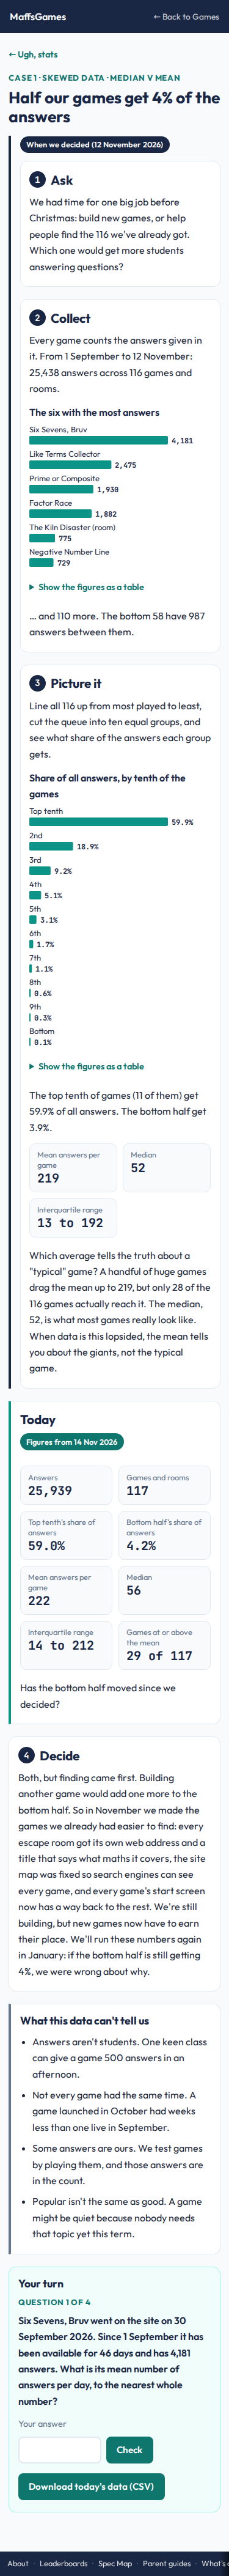 MaffsGames
← Back to Games
← Ugh, stats
CASE 1 · SKEWED DATA · MEDIAN V MEAN
Half our games get 4% of the
answers
When we decided (12 November 2026)
1 Ask
We had time for one big job before
Christmas: build new games, or help
people find the 116 we've already got.
Which one would get more students
answering questions?
2 Collect
Every game counts the answers given in
it. From 1 September to 12 November:
25,438 answers across 116 games and
rooms.
The six with the most answers
Six Sevens, Bruv
4,181
Like Terms Collector
2,475
Prime or Composite
1,930
Factor Race
1,882
The Kiln Disaster (room)
775
Negative Number Line
729
▶ Show the figures as a table
… and 110 more. The bottom 58 have 987
answers between them.
3 Picture it
Line all 116 up from most played to least,
cut the queue into ten equal groups, and
see what share of the answers each group
gets.
Share of all answers, by tenth of the
games
Top tenth
59.9%
2nd
18.9%
3rd
9.2%
4th
5.1%
5th
3.1%
6th
1.7%
7th
1.1%
8th
0.6%
9th
0.3%
Bottom
0.1%
▶ Show the figures as a table
The top tenth of games (11 of them) get
59.9% of all answers. The bottom half get
3.9%.
Mean answers per
game
219
Median
52
Interquartile range
13 to 192
Which average tells the truth about a
"typical" game? A handful of huge games
drag the mean up to 219, but only 28 of the
116 games actually reach it. The median,
52, is what most games really look like.
When data is this lopsided, the mean tells
you about the giants, not the typical
game.
Today
Figures from 14 Nov 2026
Answers
25,939
Games and rooms
117
Top tenth's share of
answers
59.0%
Bottom half's share of
answers
4.2%
Mean answers per
game
222
Median
56
Interquartile range
14 to 212
Games at or above
the mean
29 of 117
Has the bottom half moved since we
decided?
4 Decide
Both, but finding came first. Building
another game would add one more to the
bottom half. So in November we made the
games we already had easier to find: every
escape room got its own web address and a
title that says what maths it covers, the site
map was fixed so search engines can see
every game, and every game's start screen
now has a way back to the rest. We're still
building, but new games now have to earn
their place. We'll run these numbers again
in January: if the bottom half is still getting
4%, we were wrong about why.
What this data can't tell us
• Answers aren't students. One keen class
can give a game 500 answers in an
afternoon.
• Not every game had the same time. A
game launched in October had weeks
less than one live in September.
• Some answers are ours. We test games
by playing them, and those answers are
in the count.
• Popular isn't the same as good. A game
might be quiet because nobody needs
that topic yet this term.
Your turn
QUESTION 1 OF 4
Six Sevens, Bruv went on the site on 30
September 2026. Since 1 September it has
been available for 46 days and has 4,181
answers. What is its mean number of
answers per day, to the nearest whole
number?
Your answer
Check
Download today's data (CSV)
About · Leaderboards · Spec Map · Parent guides · What's